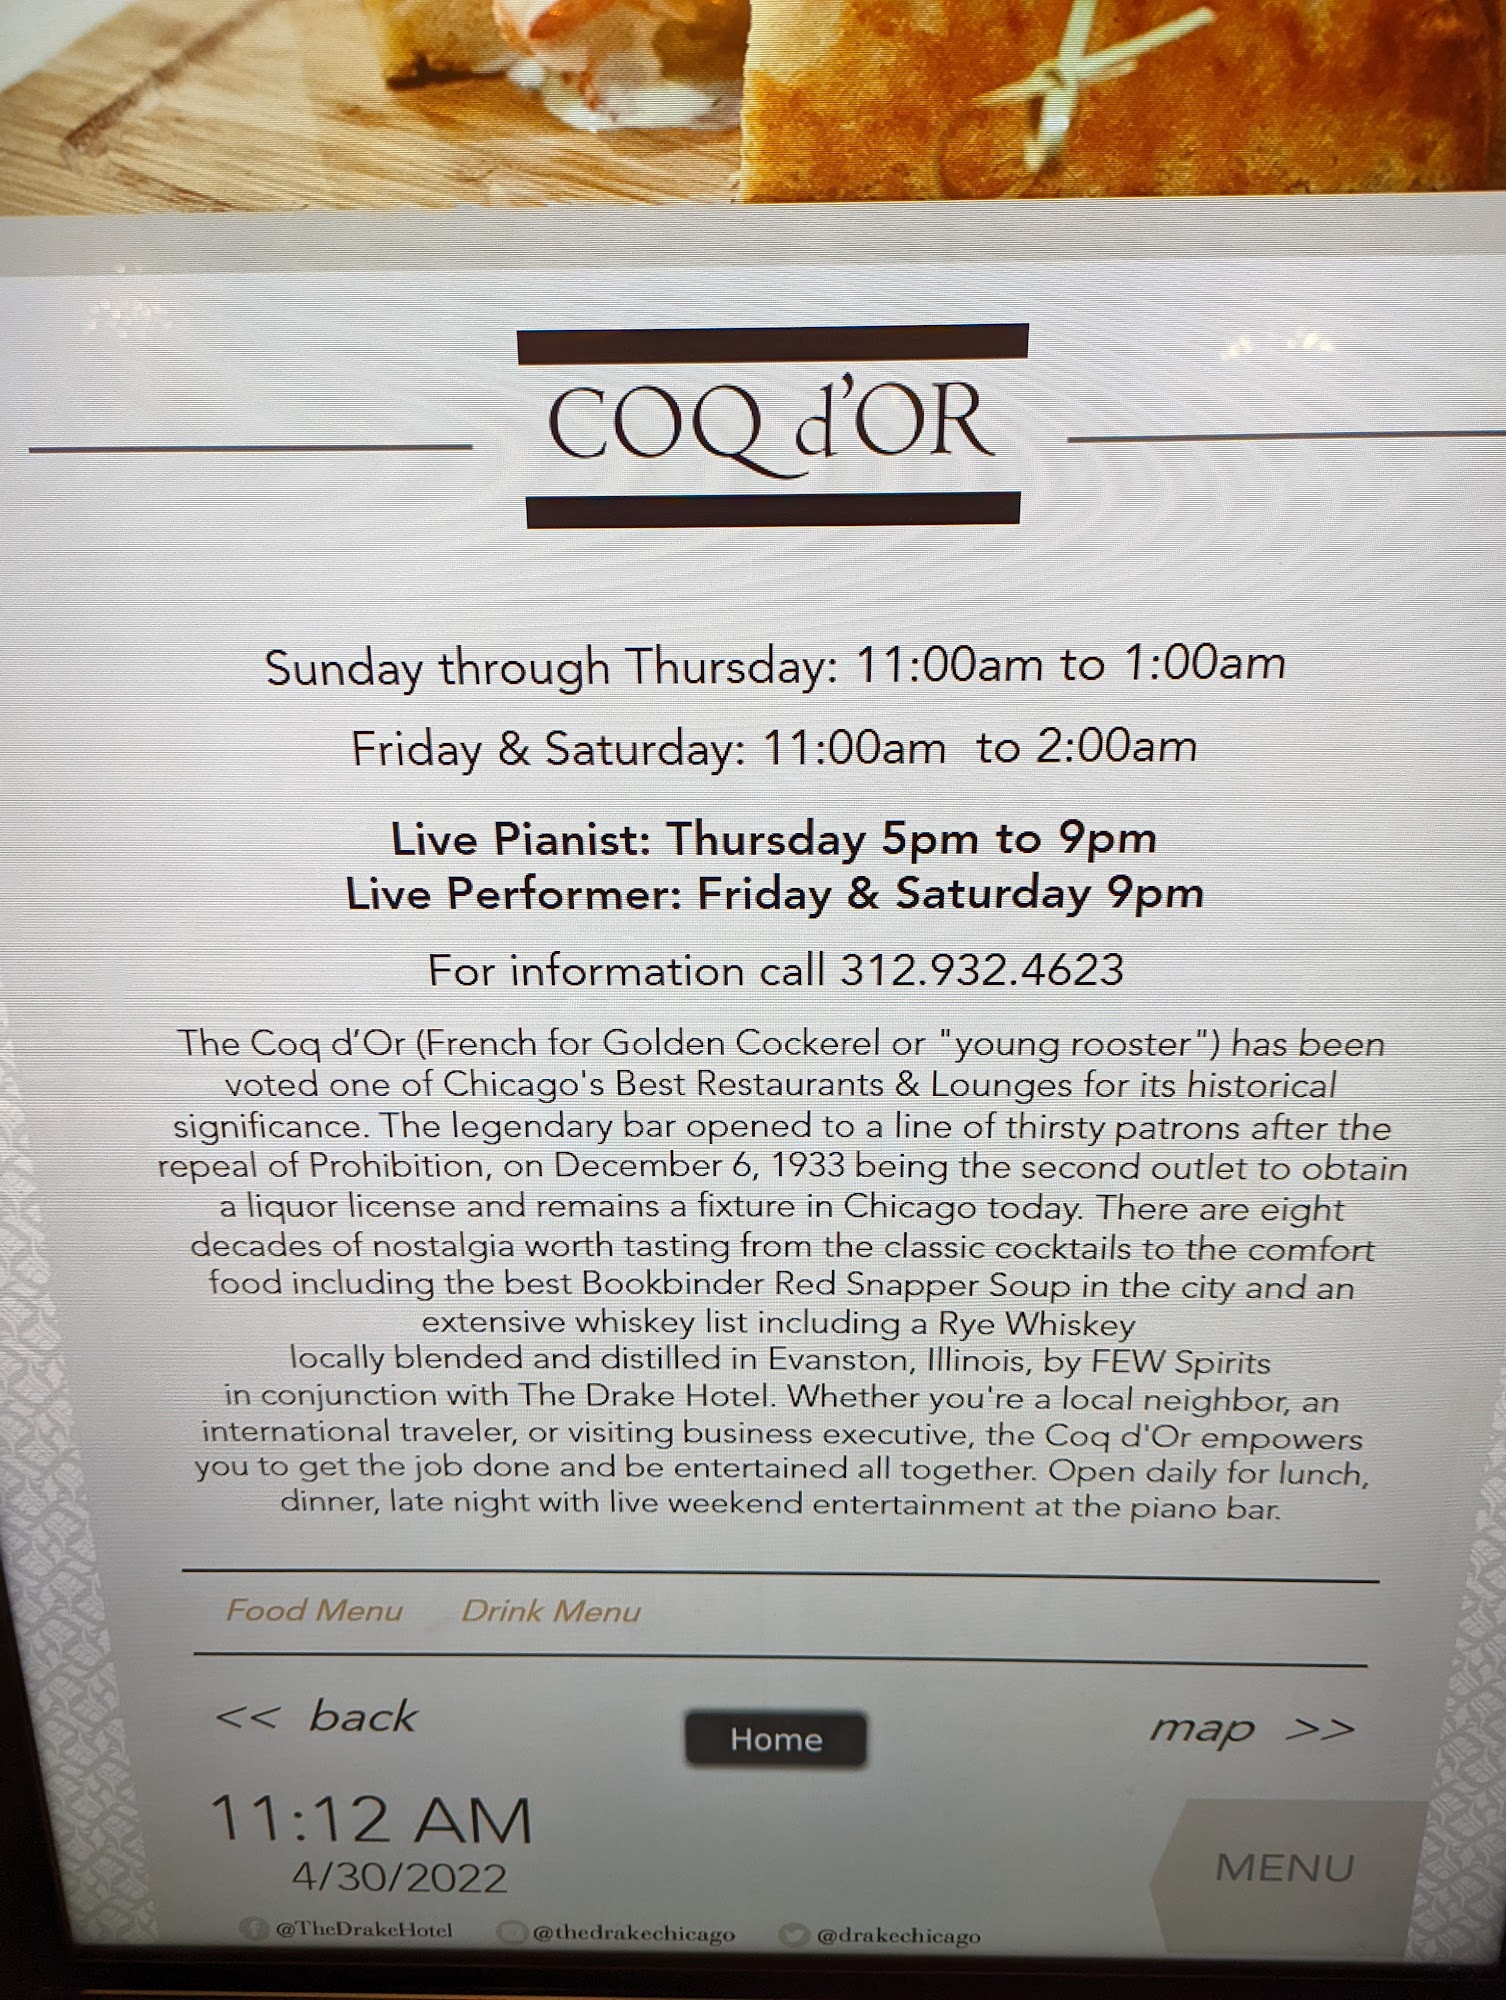 COQ d'OR
Sunday through Thursday: 11:00am to 1:00am
Friday & Saturday: 11:00am to 2:00am
Live Pianist: Thursday 5pm to 9pm
Live Performer: Friday & Saturday 9pm
For information call 312.932.4623
The Coq d'Or (French for Golden Cockerel or "young rooster") has been
voted one of Chicago's Best Restaurants & Lounges for its historical
significance. The legendary bar opened to a line of thirsty patrons after the
repeal of Prohibition, on December 6, 1933 being the second outlet to obtain
a liquor license and remains a fixture in Chicago today. There are eight
decades of nostalgia worth tasting from the classic cocktails to the comfort
food including the best Bookbinder Red Snapper Soup in the city and an
extensive whiskey list including a Rye Whiskey
locally blended and distilled in Evanston, Illinois, by FEW Spirits
in conjunction with The Drake Hotel. Whether you're a local neighbor, an
international traveler, or visiting business executive, the Coq d'Or empowers
you to get the job done and be entertained all together. Open daily for lunch,
dinner, late night with live weekend entertainment at the piano bar.
Food Menu Drink Menu
<< back Home map >>
11:12 AM
4/30/2022
MENU
@TheDrakeHotel @thedrakechicago @drakechicago